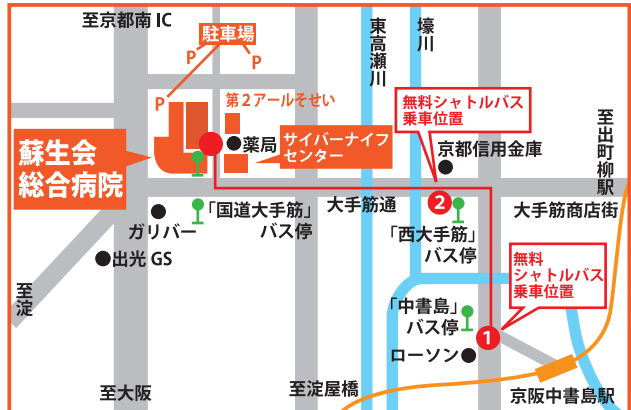 至京都南IC
駐車場
P
P
P
東高瀬川
壕川
第2アールそせい
無料シャトルバス
乗車位置
至出町柳駅
薬局
サイバーナイフ
センター
京都信用金庫
蘇生会
総合病院
2
大手筋通
大手筋商店街
「国道大手筋」
バス停
ガリバー
「西大手筋」
バス停
出光GS
無料
シャトルバス
乗車位置
至淀
「中書島」
バス停
1
ローソン
至大阪
至淀屋橋
京阪中書島駅